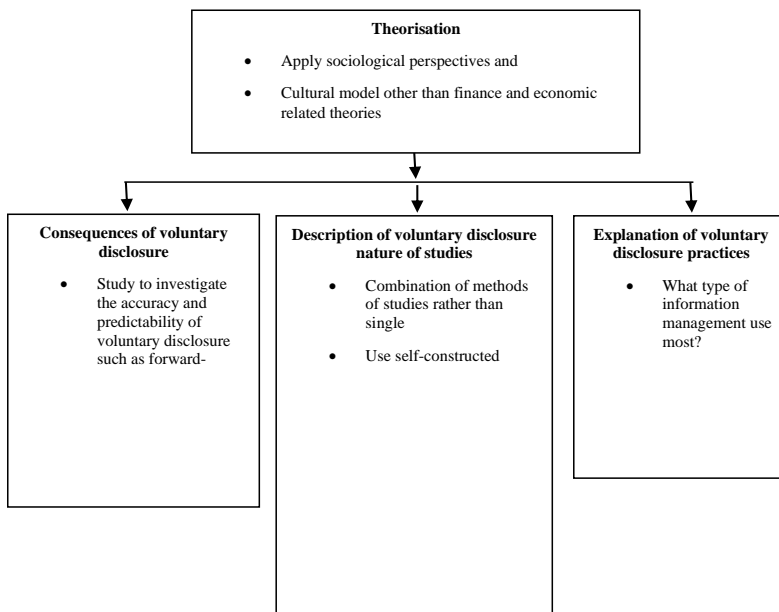 Theorisation
• Apply sociological perspectives and
• Cultural model other than finance and economic
related theories
Consequences of voluntary
disclosure
• Study to investigate
the accuracy and
predictability of
voluntary disclosure
such as forward-
Description of voluntary disclosure
nature of studies
• Combination of methods
of studies rather than
single
• Use self-constructed
Explanation of voluntary
disclosure practices
• What type of
information
management use
most?